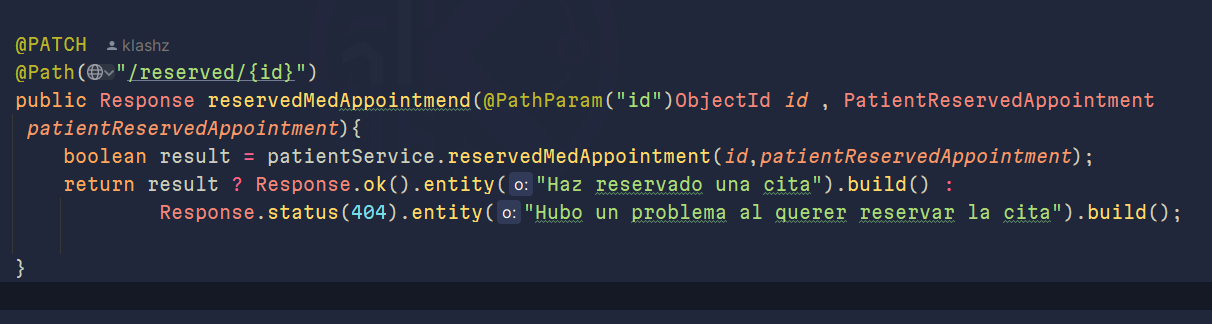 @PATCH klashz
@Path("/reserved/{id}")
public Response reservedMedAppointmend(@PathParam("id")ObjectId id , PatientReservedAppointment
patientReservedAppointment){
boolean result = patientService.reservedMedAppointment(id,patientReservedAppointment);
return result ? Response.ok().entity(o:"Haz reservado una cita").build() :
Response.status(404).entity(o:"Hubo un problema al querer reservar la cita").build();
}